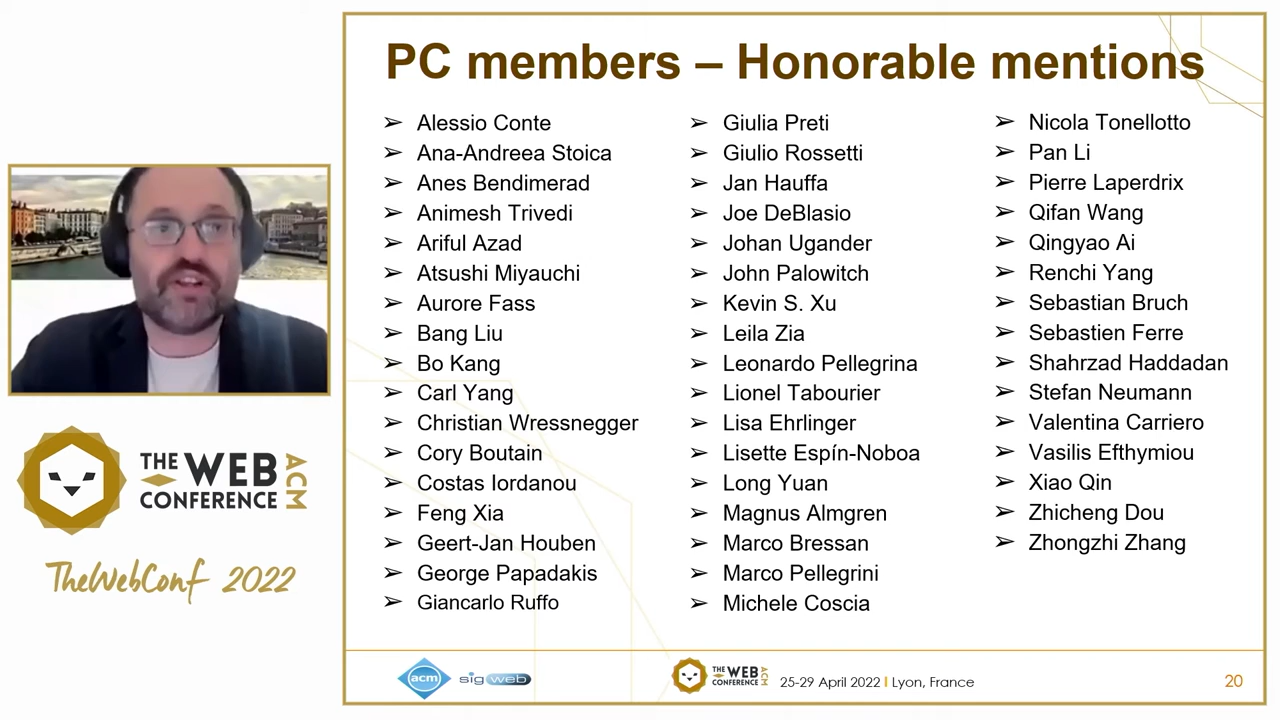 PC members – Honorable mentions
➢ Alessio Conte
➢ Ana-Andreea Stoica
➢ Anes Bendimerad
➢ Animesh Trivedi
➢ Ariful Azad
➢ Atsushi Miyauchi
➢ Aurore Fass
➢ Bang Liu
➢ Bo Kang
➢ Carl Yang
➢ Christian Wressnegger
➢ Cory Boutain
➢ Costas Iordanou
➢ Feng Xia
➢ Geert-Jan Houben
➢ George Papadakis
➢ Giancarlo Ruffo
➢ Giulia Preti
➢ Giulio Rossetti
➢ Jan Hauffa
➢ Joe DeBlasio
➢ Johan Ugander
➢ John Palowitch
➢ Kevin S. Xu
➢ Leila Zia
➢ Leonardo Pellegrina
➢ Lionel Tabourier
➢ Lisa Ehrlinger
➢ Lisette Espín-Noboa
➢ Long Yuan
➢ Magnus Almgren
➢ Marco Bressan
➢ Marco Pellegrini
➢ Michele Coscia
➢ Nicola Tonellotto
➢ Pan Li
➢ Pierre Laperdrix
➢ Qifan Wang
➢ Qingyao Ai
➢ Renchi Yang
➢ Sebastian Bruch
➢ Sebastien Ferre
➢ Shahrzad Haddadan
➢ Stefan Neumann
➢ Valentina Carriero
➢ Vasilis Efthymiou
➢ Xiao Qin
➢ Zhicheng Dou
➢ Zhongzhi Zhang
THE WEB
CONFERENCE
ACM
TheWebConf 2022
acm
sigweb
THE WEB
CONFERENCE
ACM
25-29 April 2022 | Lyon, France
20